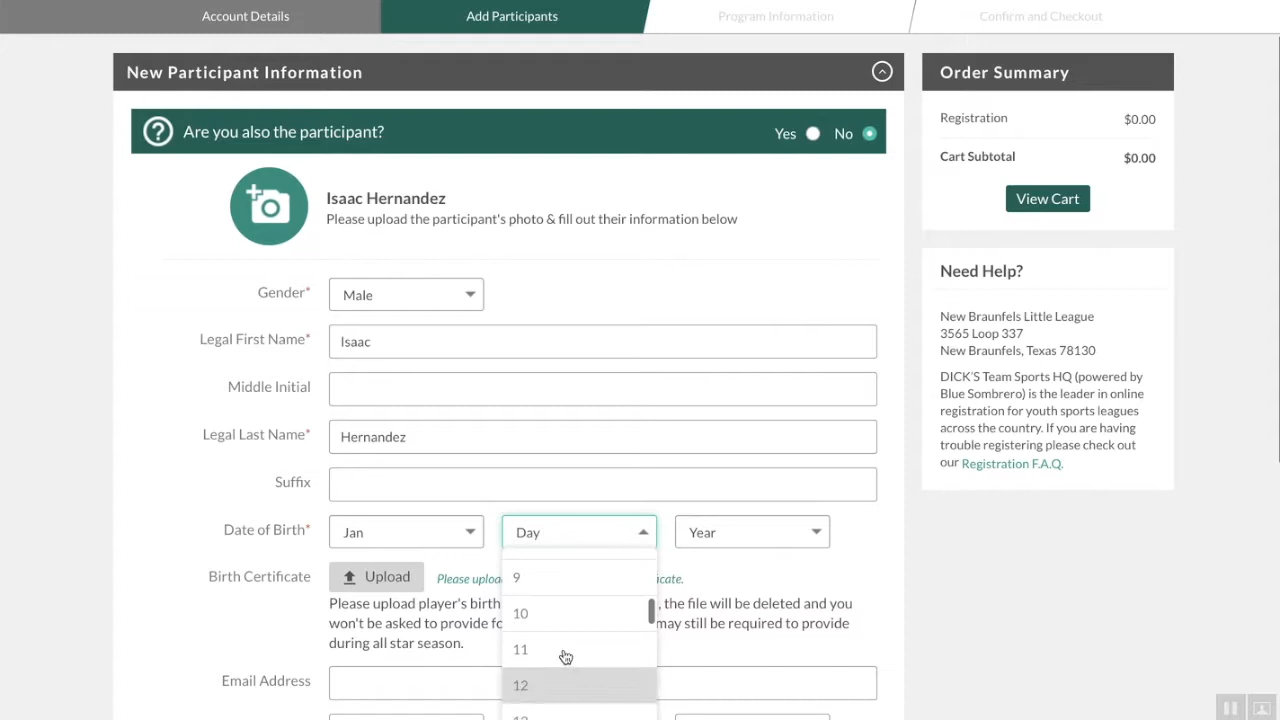 Account Details
Add Participants
Program Information
Confirm and Checkout
New Participant Information
Are you also the participant?
Yes
No
Isaac Hernandez
Please upload the participant's photo & fill out their information below
Gender*
Male
Legal First Name*
Isaac
Middle Initial
Legal Last Name*
Hernandez
Suffix
Date of Birth*
Jan
Day
Year
9
10
11
12
Birth Certificate
Upload
Please uploa
icate.
Please upload player's birth , the file will be deleted and you
won't be asked to provide fo may still be required to provide
during all star season.
Email Address
Order Summary
Registration
$0.00
Cart Subtotal
$0.00
View Cart
Need Help?
New Braunfels Little League
3565 Loop 337
New Braunfels, Texas 78130
DICK'S Team Sports HQ (powered by
Blue Sombrero) is the leader in online
registration for youth sports leagues
across the country. If you are having
trouble registering please check out
our Registration F.A.Q.